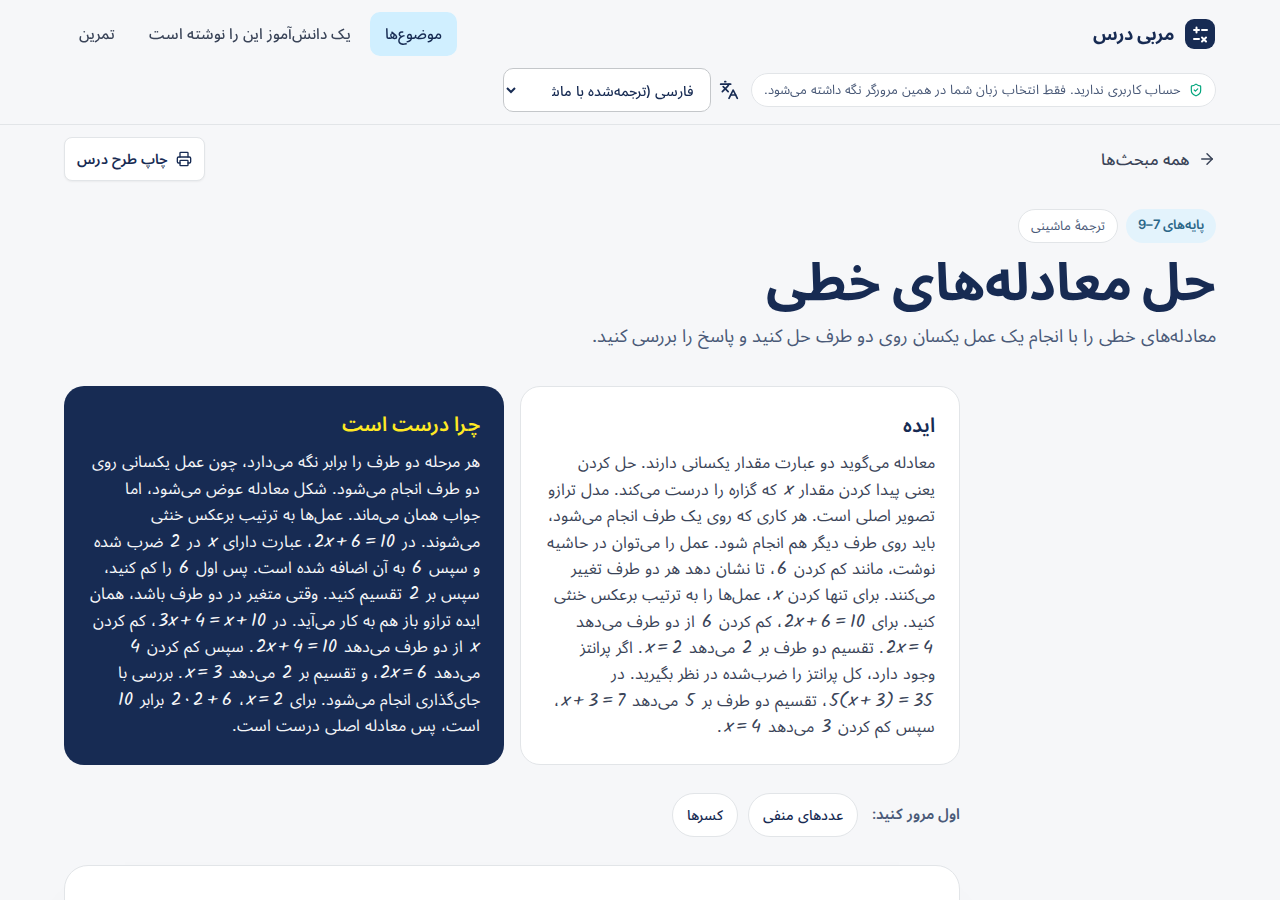 مربی درس
موضوع‌ها
یک دانش‌آموز این را نوشته است
تمرین
حساب کاربری ندارید. فقط انتخاب زبان شما در همین مرورگر نگه داشته می‌شود.
فارسی (ترجمه‌شده با ماش
همه مبحث‌ها
چاپ طرح درس
پایه‌های 7–9
ترجمهٔ ماشینی
حل معادله‌های خطی
معادله‌های خطی را با انجام یک عمل یکسان روی دو طرف حل کنید و پاسخ را بررسی کنید.
ایده
معادله می‌گوید دو عبارت مقدار یکسانی دارند. حل کردن
یعنی پیدا کردن مقدار x که گزاره را درست می‌کند. مدل ترازو
تصویر اصلی است. هر کاری که روی یک طرف انجام می‌شود،
باید روی طرف دیگر هم انجام شود. عمل را می‌توان در حاشیه
نوشت، مانند کم کردن 6، تا نشان دهد هر دو طرف تغییر
می‌کنند. برای تنها کردن x، عمل‌ها را به ترتیب برعکس خنثی
کنید. برای 2x + 6 = 10، کم کردن 6 از دو طرف می‌دهد
2x = 4. تقسیم دو طرف بر 2 می‌دهد x = 2. اگر پرانتز
وجود دارد، کل پرانتز را ضرب‌شده در نظر بگیرید. در
5(x + 3) = 35، تقسیم دو طرف بر 5 می‌دهد x + 3 = 7،
سپس کم کردن 3 می‌دهد x = 4.
چرا درست است
هر مرحله دو طرف را برابر نگه می‌دارد، چون عمل یکسانی روی
دو طرف انجام می‌شود. شکل معادله عوض می‌شود، اما
جواب همان می‌ماند. عمل‌ها به ترتیب برعکس خنثی
می‌شوند. در 2x + 6 = 10، عبارت دارای x در 2 ضرب شده
و سپس 6 به آن اضافه شده است. پس اول 6 را کم کنید،
سپس بر 2 تقسیم کنید. وقتی متغیر در دو طرف باشد، همان
ایده ترازو باز هم به کار می‌آید. در 3x + 4 = x + 10، کم کردن
x از دو طرف می‌دهد 2x + 4 = 10. سپس کم کردن 4
می‌دهد 2x = 6، و تقسیم بر 2 می‌دهد x = 3. بررسی با
جای‌گذاری انجام می‌شود. برای x = 2، 2 · 2 + 6 برابر 10
است، پس معادله اصلی درست است.
اول مرور کنید:
عددهای منفی
کسرها